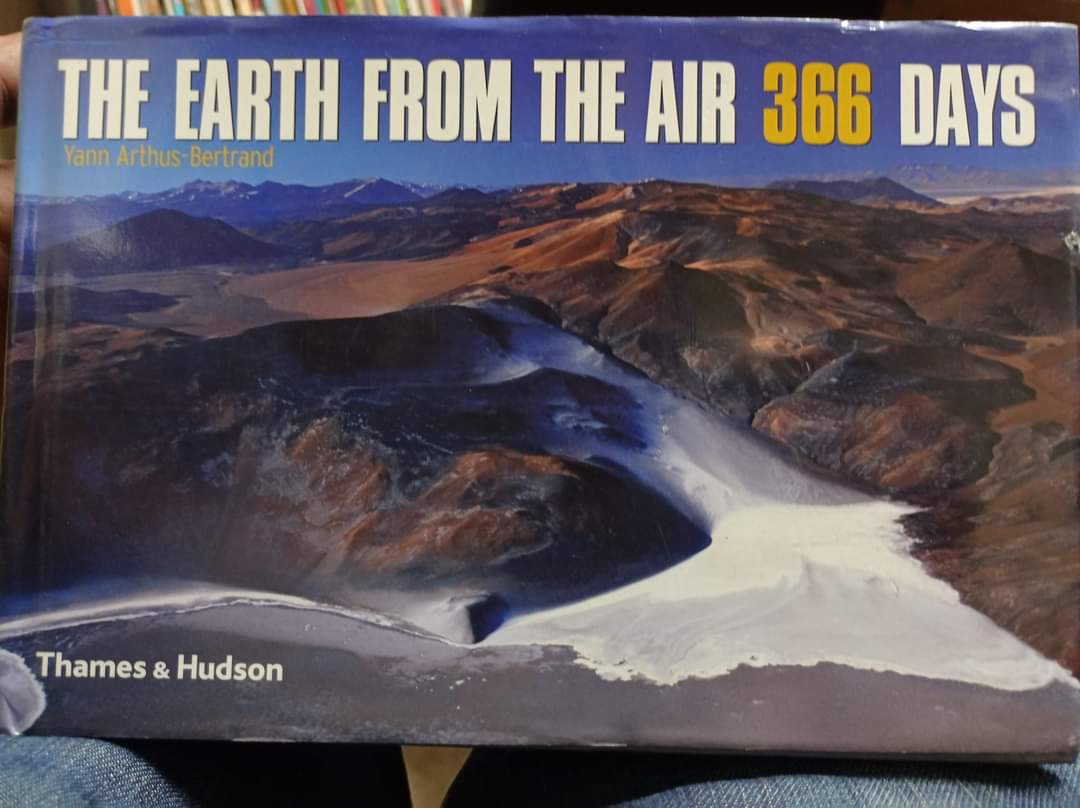 THE EARTH FROM THE AIR 366 DAYS
Yann Arthus-Bertrand
Thames & Hudson